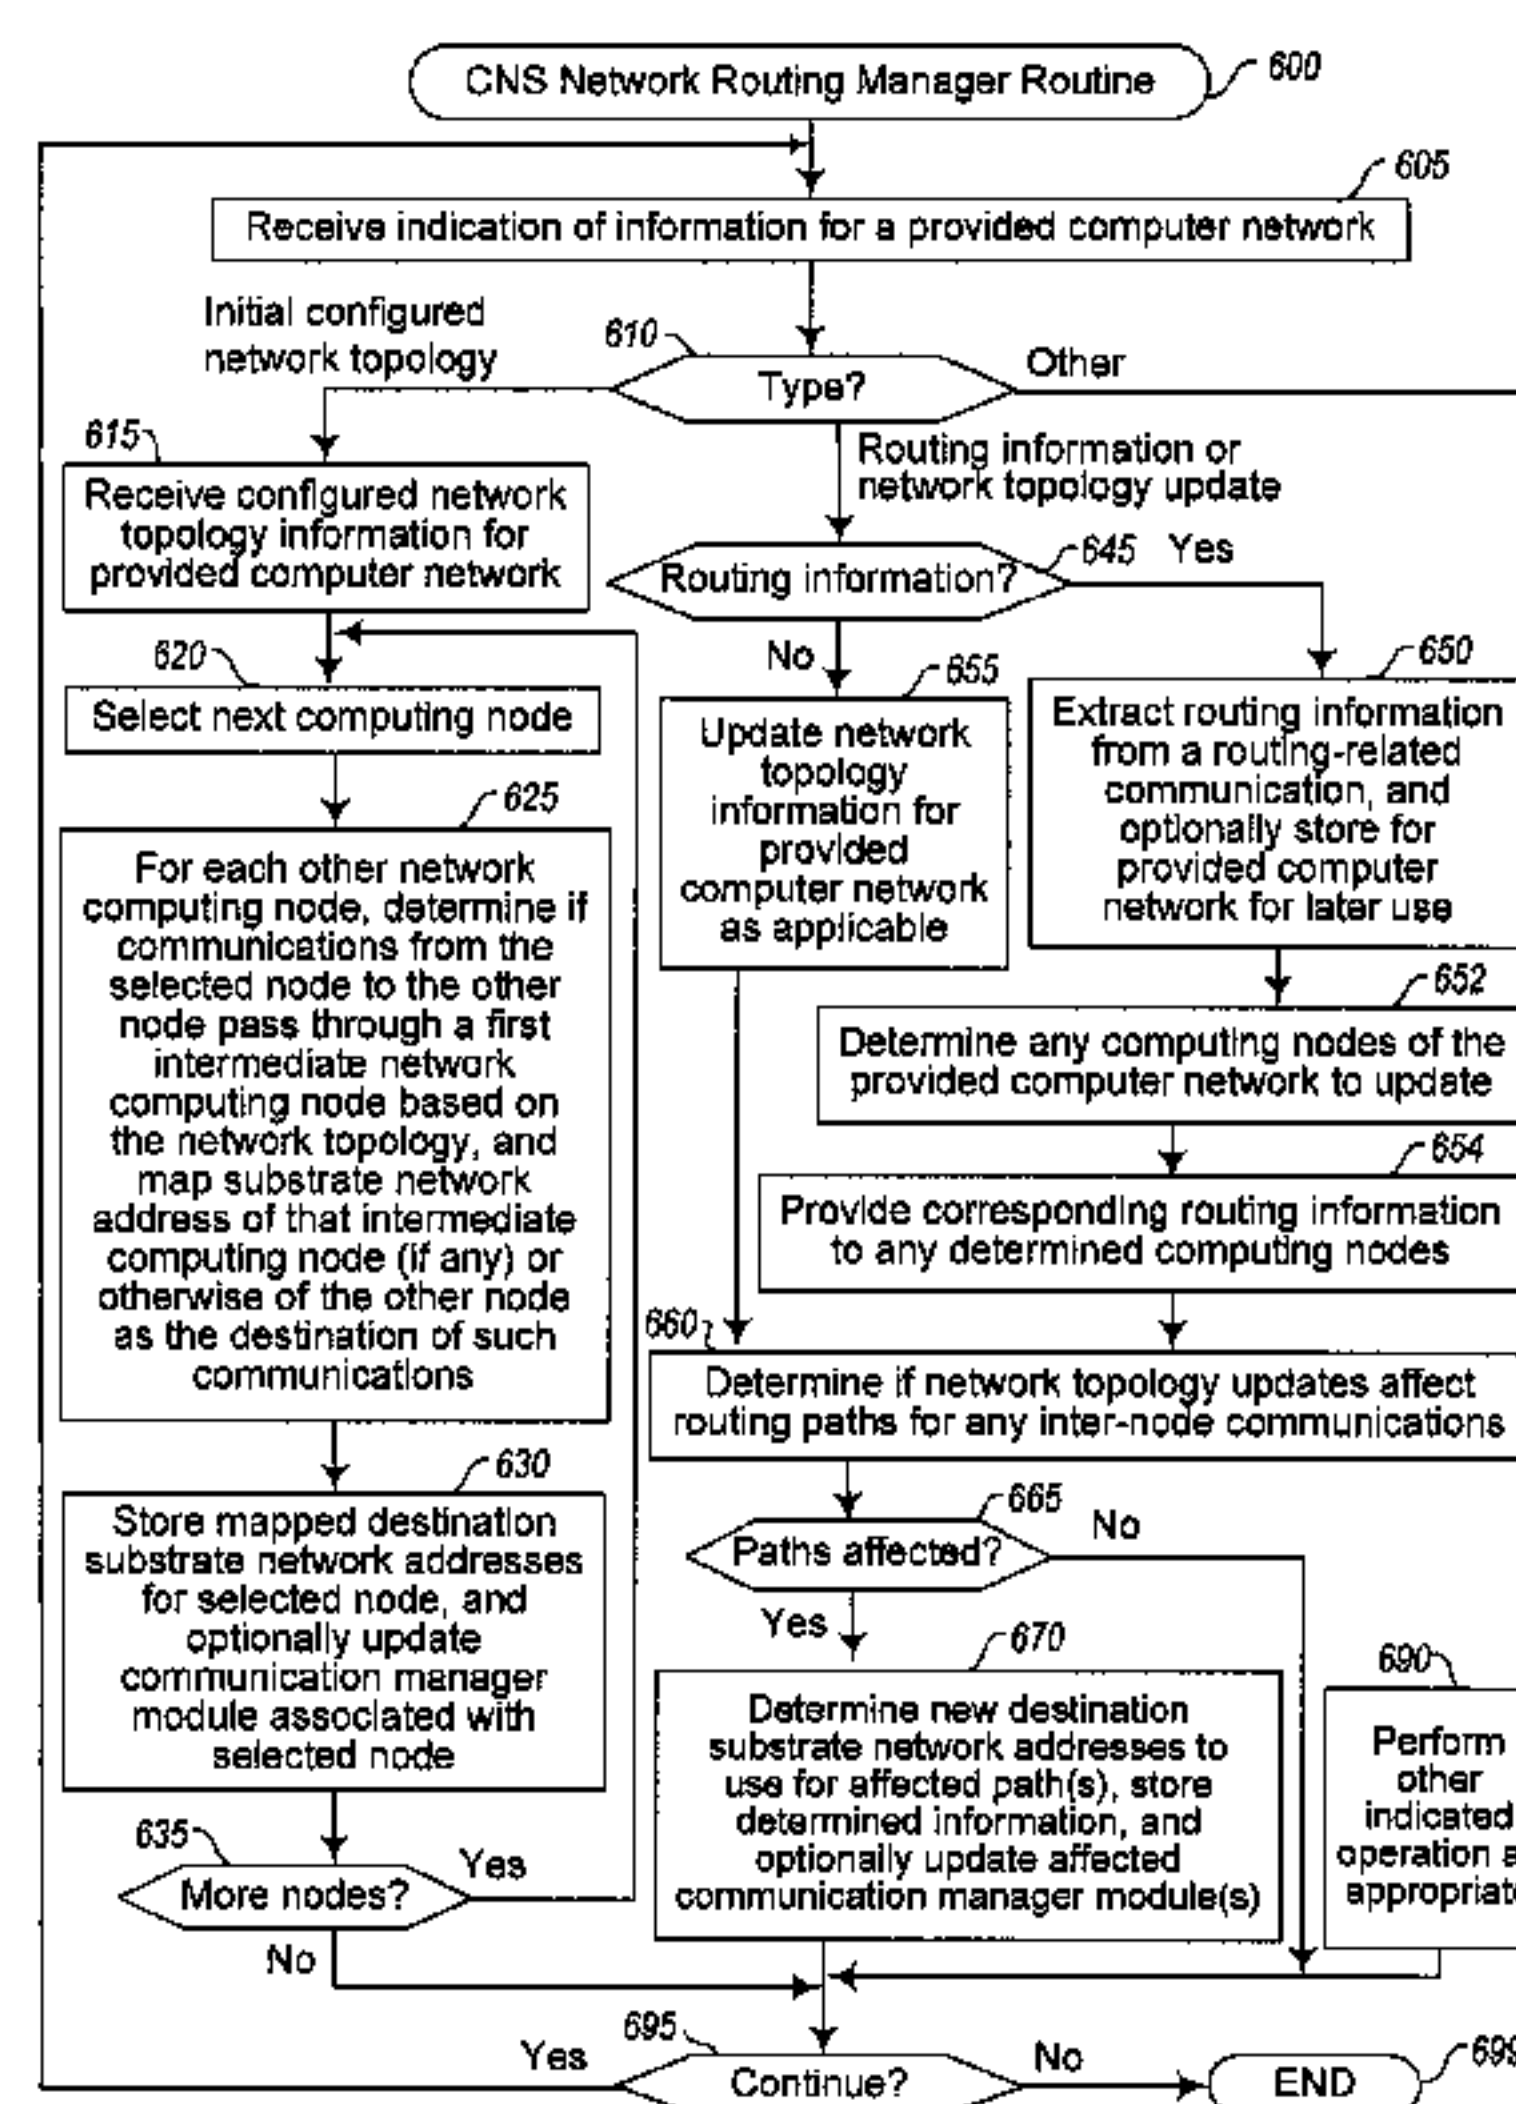 CNS Network Routing Manager Routine
600
605
Receive indication of information for a provided computer network
Initial configured
network topology
610
Type?
Other
615
Receive configured network
topology information for
provided computer network
Routing information or
network topology update
Routing information?
645
Yes
No
620
Select next computing node
655
Update network
topology
information for
provided
computer network
as applicable
650
Extract routing information
from a routing-related
communication, and
optionally store for
provided computer
network for later use
625
For each other network
computing node, determine if
communications from the
selected node to the other
node pass through a first
intermediate network
computing node based on
the network topology, and
map substrate network
address of that intermediate
computing node (if any) or
otherwise of the other node
as the destination of such
communications
652
Determine any computing nodes of the
provided computer network to update
654
Provide corresponding routing information
to any determined computing nodes
660
Determine if network topology updates affect
routing paths for any inter-node communications
630
Store mapped destination
substrate network addresses
for selected node, and
optionally update
communication manager
module associated with
selected node
665
Paths affected?
No
Yes
670
Determine new destination
substrate network addresses to
use for affected path(s), store
determined information, and
optionally update affected
communication manager module(s)
690
Perform
other
indicated
operation
635
More nodes?
Yes
No
695
Yes
Continue?
No
END
699